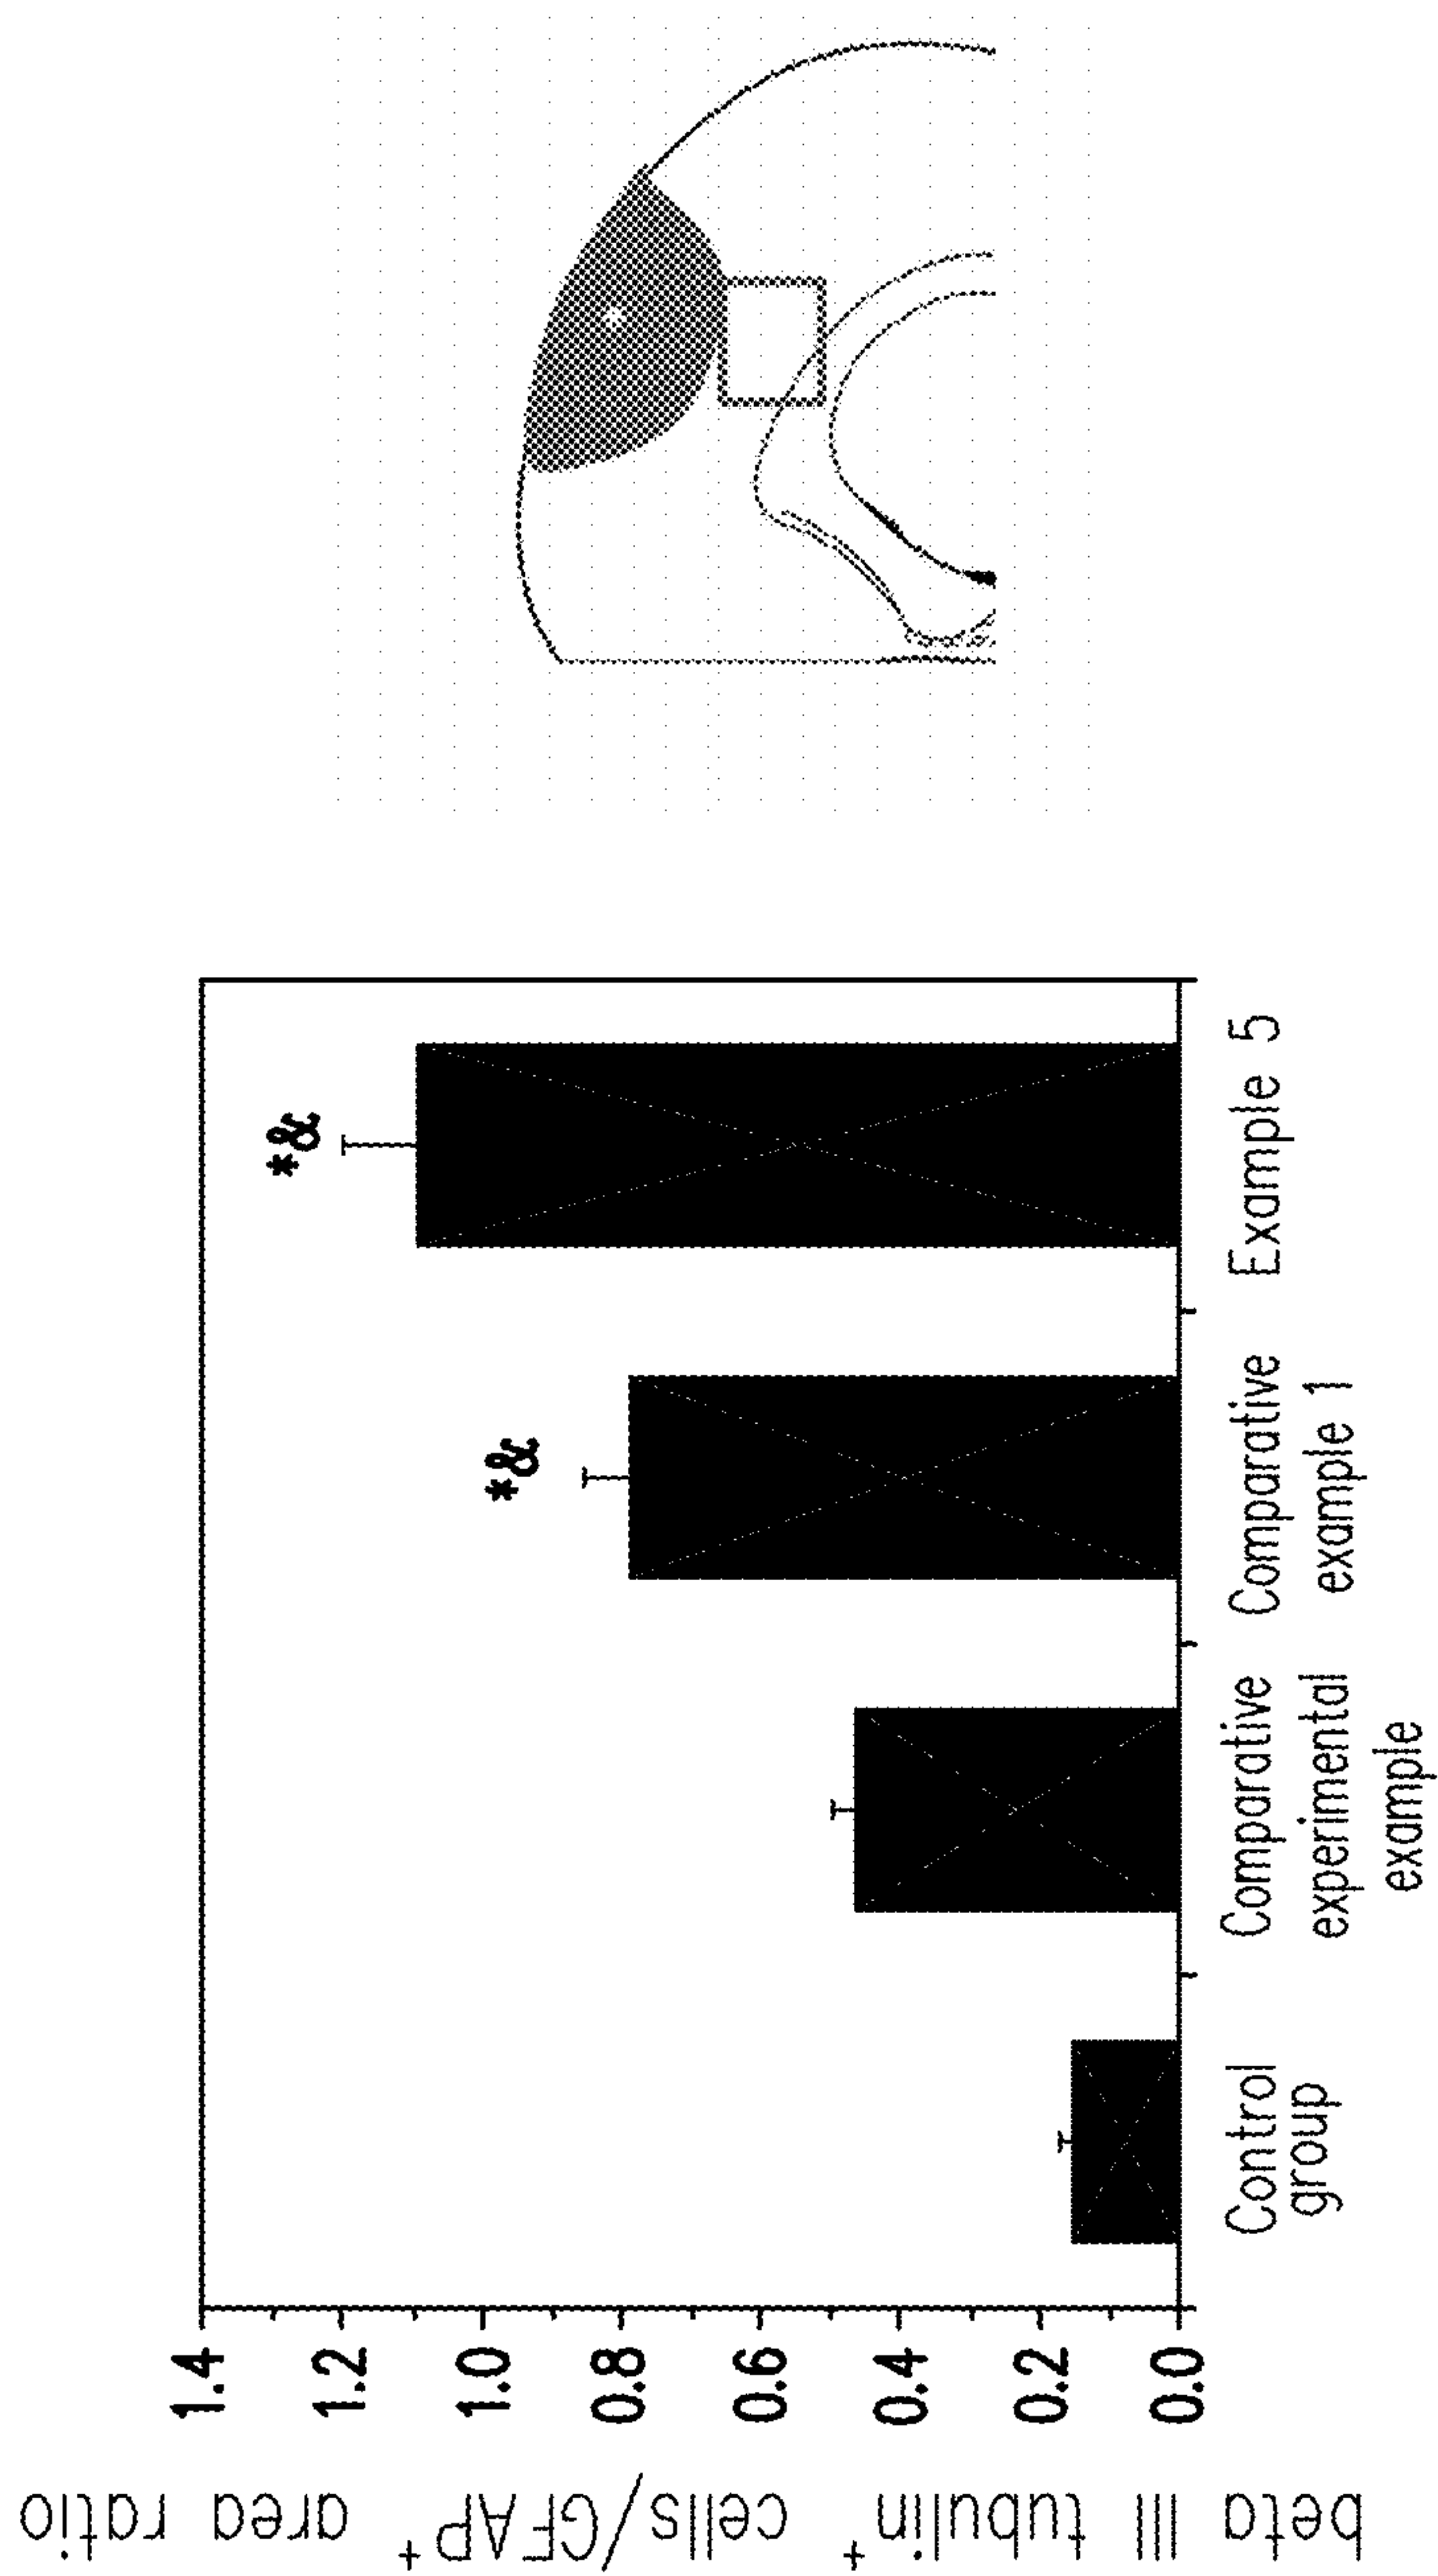 beta III tubulin⁺ cells/GFAP⁺ area ratio
1.4
1.2
1.0
0.8
0.6
0.4
0.2
0.0
*&
*&
Control
group
Comparative
experimental
example
Comparative
example 1
Example 5
*